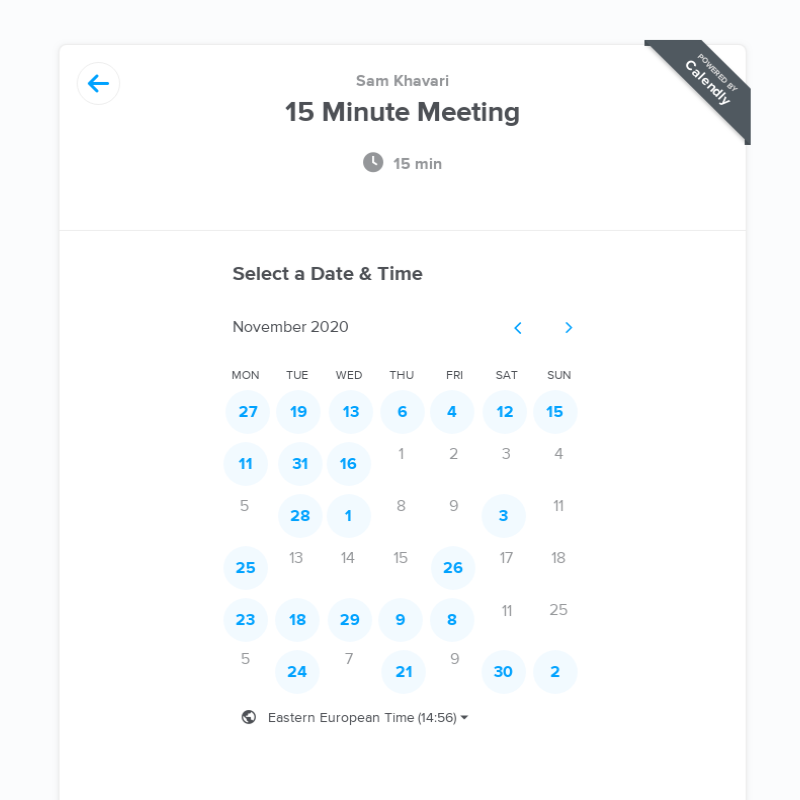 POWERED BY
Calendly
Sam Khavari
15 Minute Meeting
15 min
Select a Date & Time
November 2020
MON TUE WED THU FRI SAT SUN
27 19 13 6 4 12 15
11 31 16 1 2 3 4
5 28 1 8 9 3 11
25 13 14 15 26 17 18
23 18 29 9 8 11 25
5 24 7 21 9 30 2
Eastern European Time (14:56)